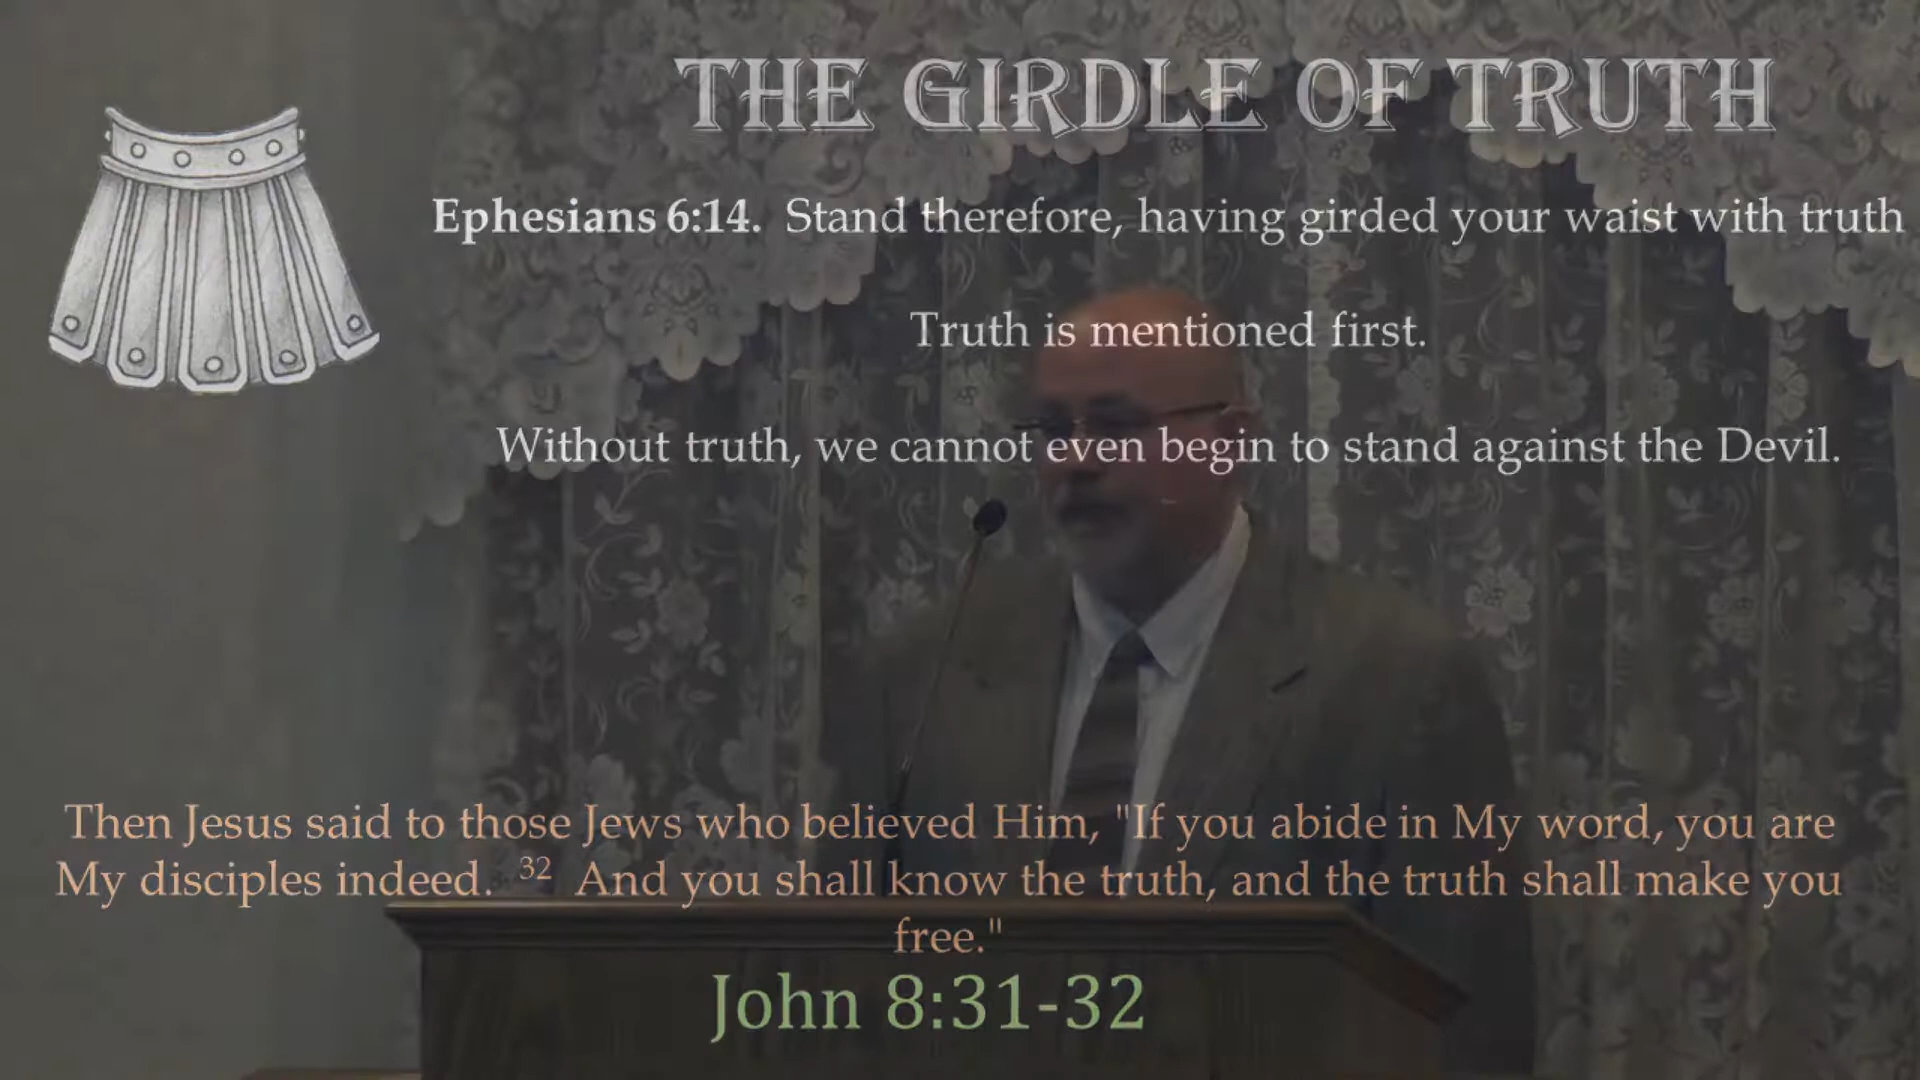 THE GIRDLE OF TRUTH
Ephesians 6:14. Stand therefore, having girded your waist with truth
Truth is mentioned first.
Without truth, we cannot even begin to stand against the Devil.
Then Jesus said to those Jews who believed Him, "If you abide in My word, you are
My disciples indeed. 32 And you shall know the truth, and the truth shall make you
free."
John 8:31-32